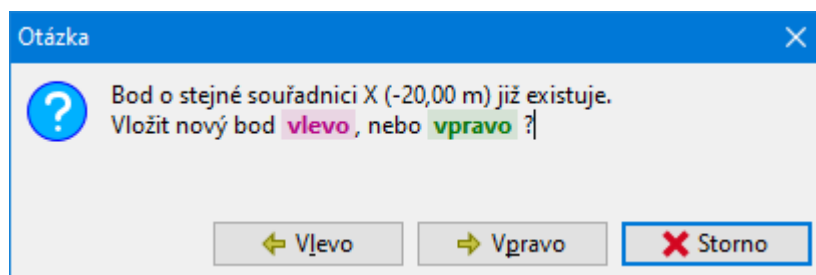 Otázka
Bod o stejné souřadnici X (-20,00 m) již existuje.
Vložit nový bod vlevo , nebo vpravo ?
Vlevo
Vpravo
Storno